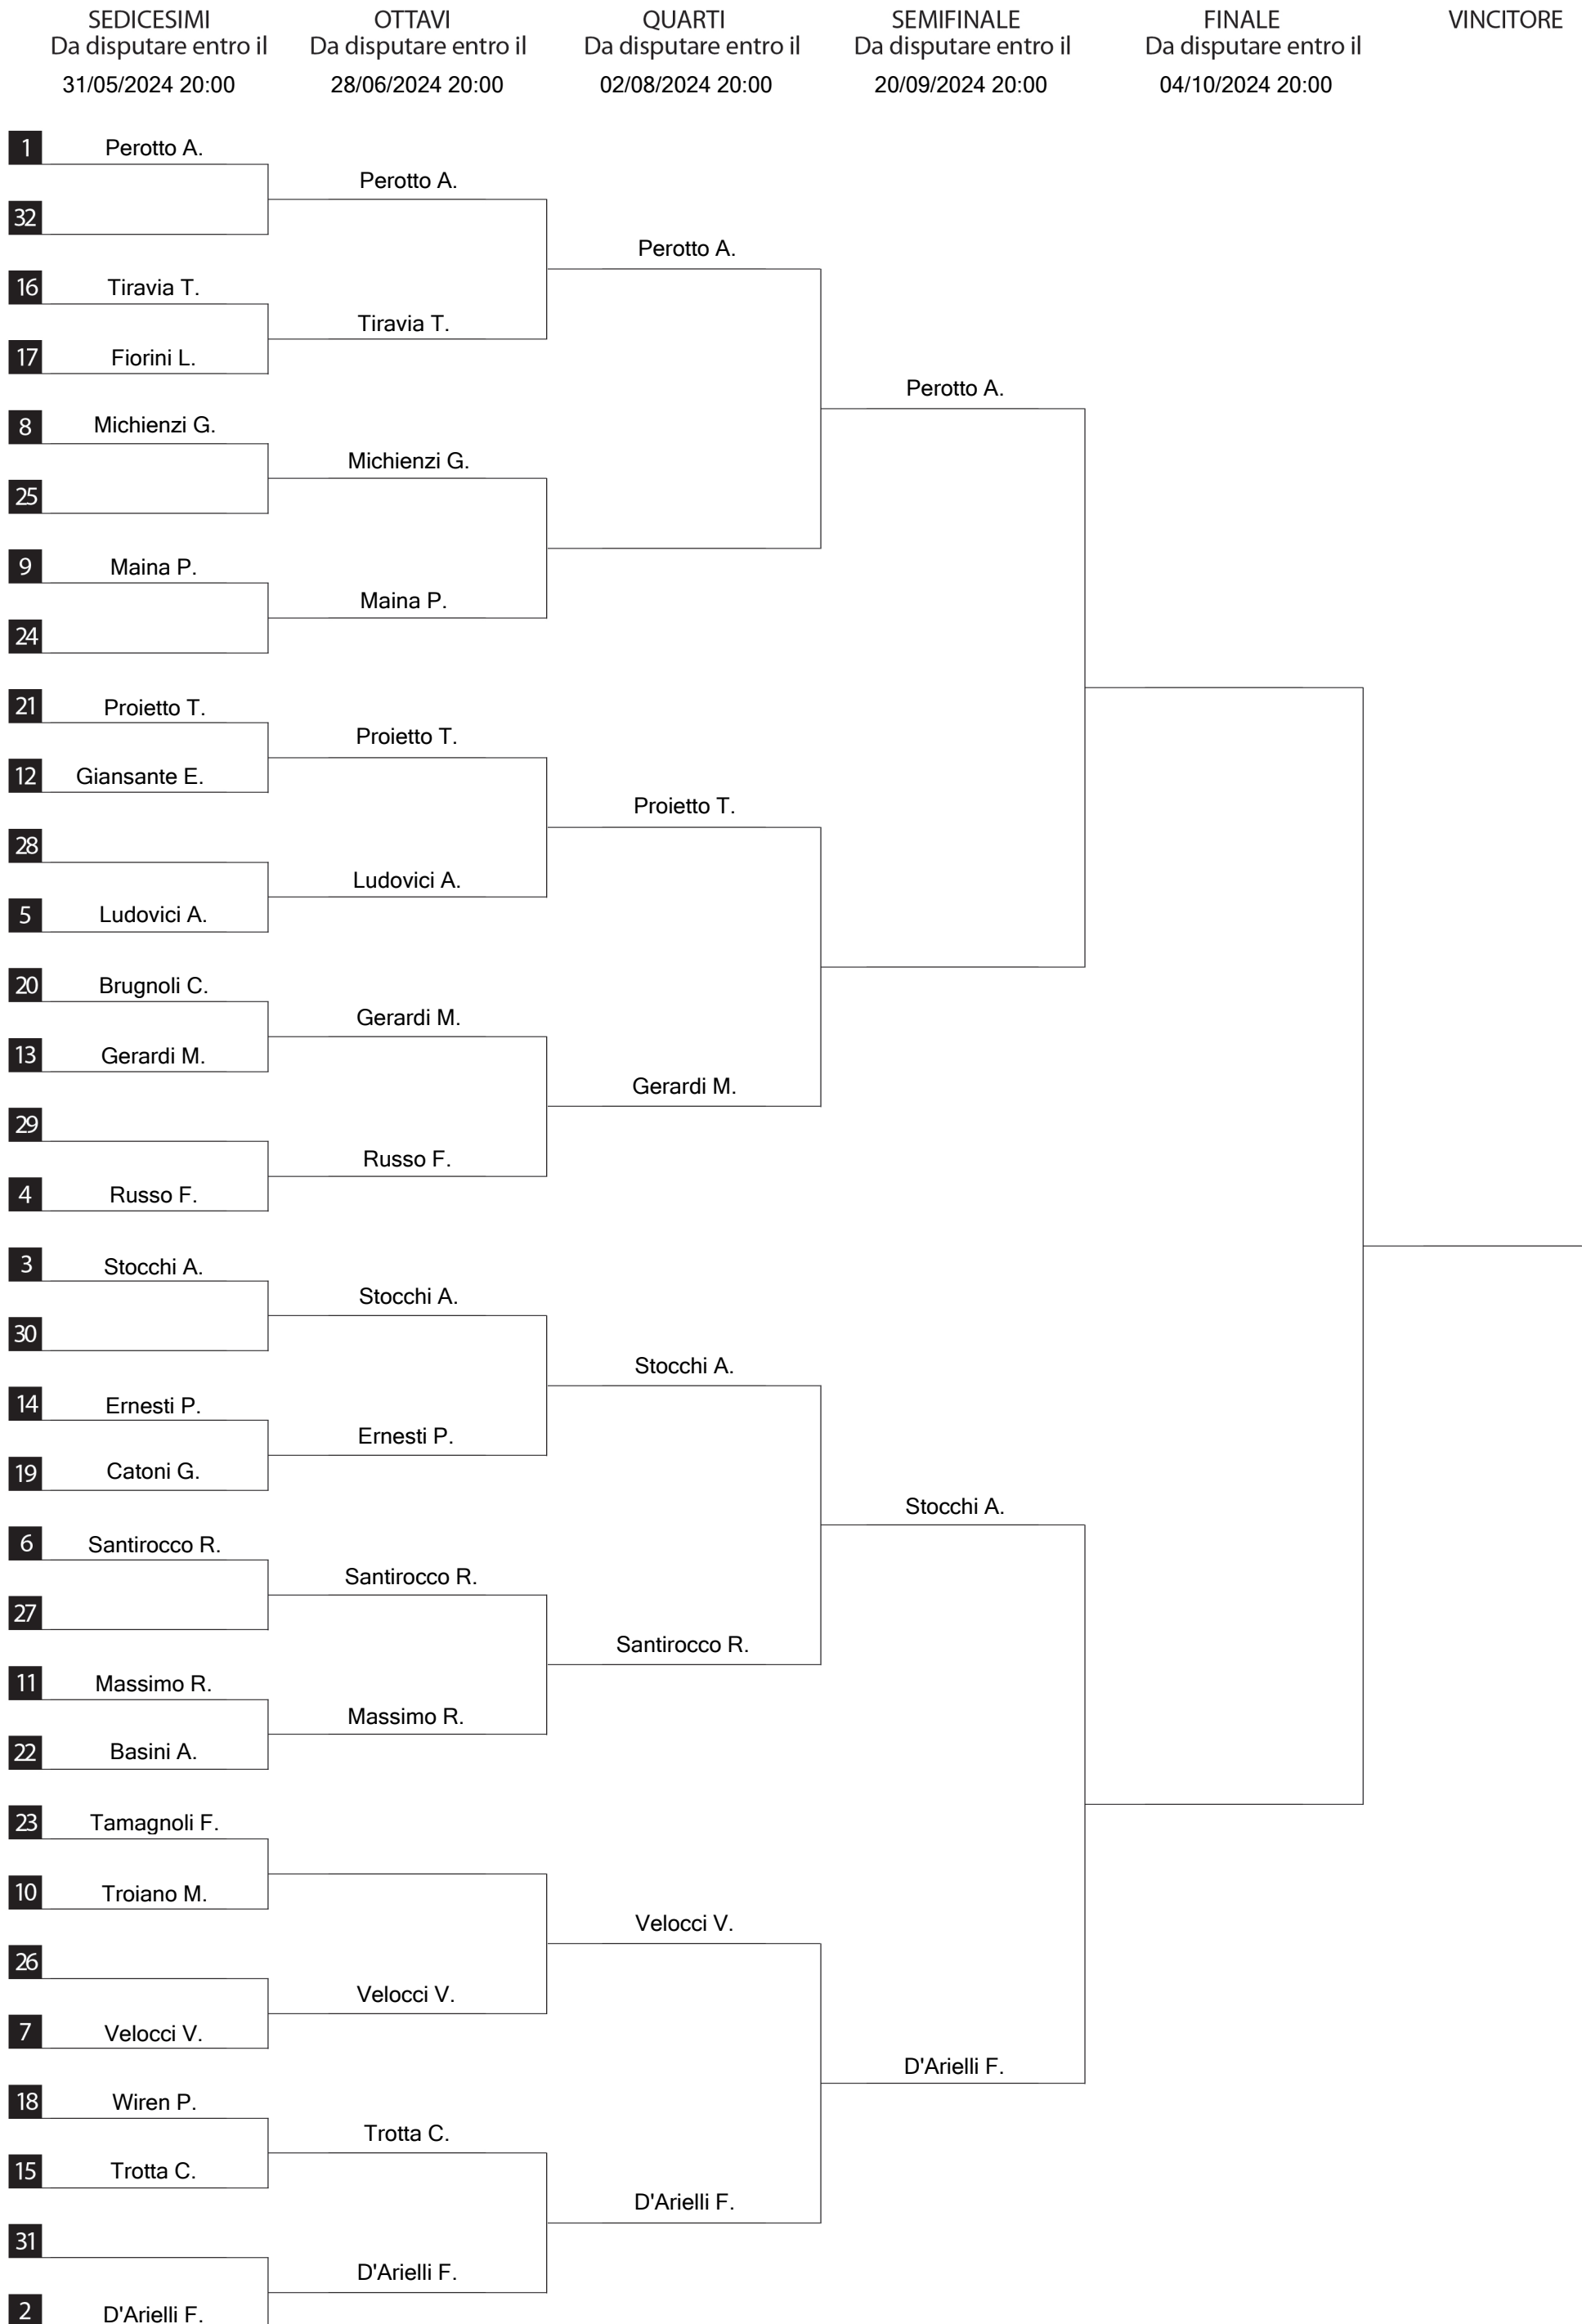 SEDICESIMI OTTAVI QUARTI SEMIFINALE FINALE VINCITORE
Da disputare entro il Da disputare entro il Da disputare entro il Da disputare entro il Da disputare entro il
31/05/2024 20:00 28/06/2024 20:00 02/08/2024 20:00 20/09/2024 20:00 04/10/2024 20:00
1 Perotto A.
Perotto A.
32
Perotto A.
16 Tiravia T.
Tiravia T.
17 Fiorini L.
Perotto A.
8 Michienzi G.
Michienzi G.
25
9 Maina P.
Maina P.
24
21 Proietto T.
Proietto T.
12 Giansante E.
Proietto T.
28
Ludovici A.
5 Ludovici A.
20 Brugnoli C.
Gerardi M.
13 Gerardi M.
Gerardi M.
29
Russo F.
4 Russo F.
3 Stocchi A.
Stocchi A.
30
Stocchi A.
14 Ernesti P.
Ernesti P.
19 Catoni G.
Stocchi A.
6 Santirocco R.
Santirocco R.
27
Santirocco R.
11 Massimo R.
Massimo R.
22 Basini A.
23 Tamagnoli F.
10 Troiano M.
Velocci V.
26
Velocci V.
7 Velocci V.
D'Arielli F.
18 Wiren P.
Trotta C.
15 Trotta C.
D'Arielli F.
31
D'Arielli F.
2 D'Arielli F.